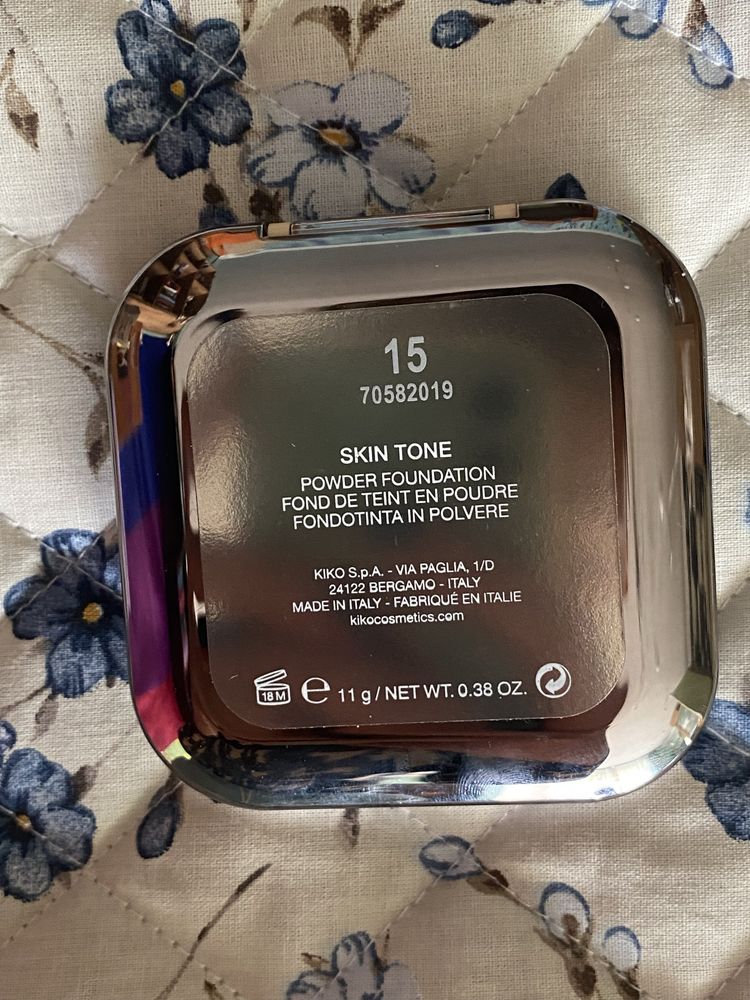 15
70582019
SKIN TONE
POWDER FOUNDATION
FOND DE TEINT EN POUDRE
FONDOTINTA IN POLVERE
KIKO S.p.A. - VIA PAGLIA, 1/D
24122 BERGAMO - ITALY
MADE IN ITALY - FABRIQUÉ EN ITALIE
kikocosmetics.com
18 M ℮ 11 g / NET WT. 0.38 OZ.